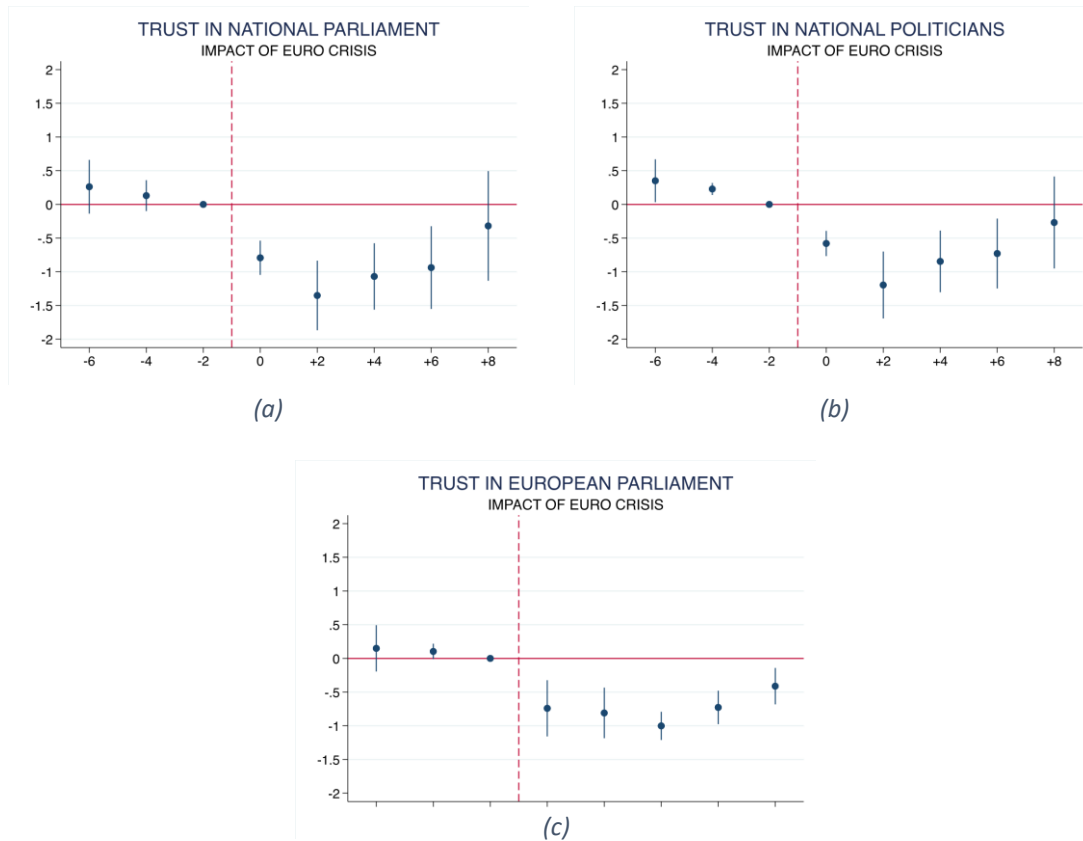 TRUST IN NATIONAL PARLIAMENT
IMPACT OF EURO CRISIS
2
1.5
1
.5
0
-.5
-1
-1.5
-2
-6 -4 -2 0 +2 +4 +6 +8
(a)
TRUST IN NATIONAL POLITICIANS
IMPACT OF EURO CRISIS
2
1.5
1
.5
0
-.5
-1
-1.5
-2
-6 -4 -2 0 +2 +4 +6 +8
(b)
TRUST IN EUROPEAN PARLIAMENT
IMPACT OF EURO CRISIS
2
1.5
1
.5
0
-.5
-1
-1.5
-2
(c)